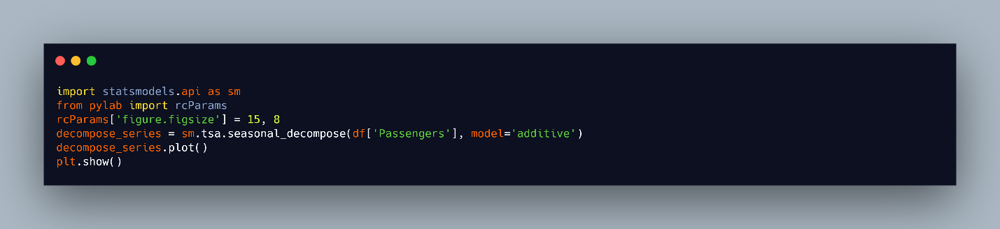 import statsmodels.api as sm
from pylab import rcParams
rcParams['figure.figsize'] = 15, 8
decompose_series = sm.tsa.seasonal_decompose(df['Passengers'], model='additive')
decompose_series.plot()
plt.show()